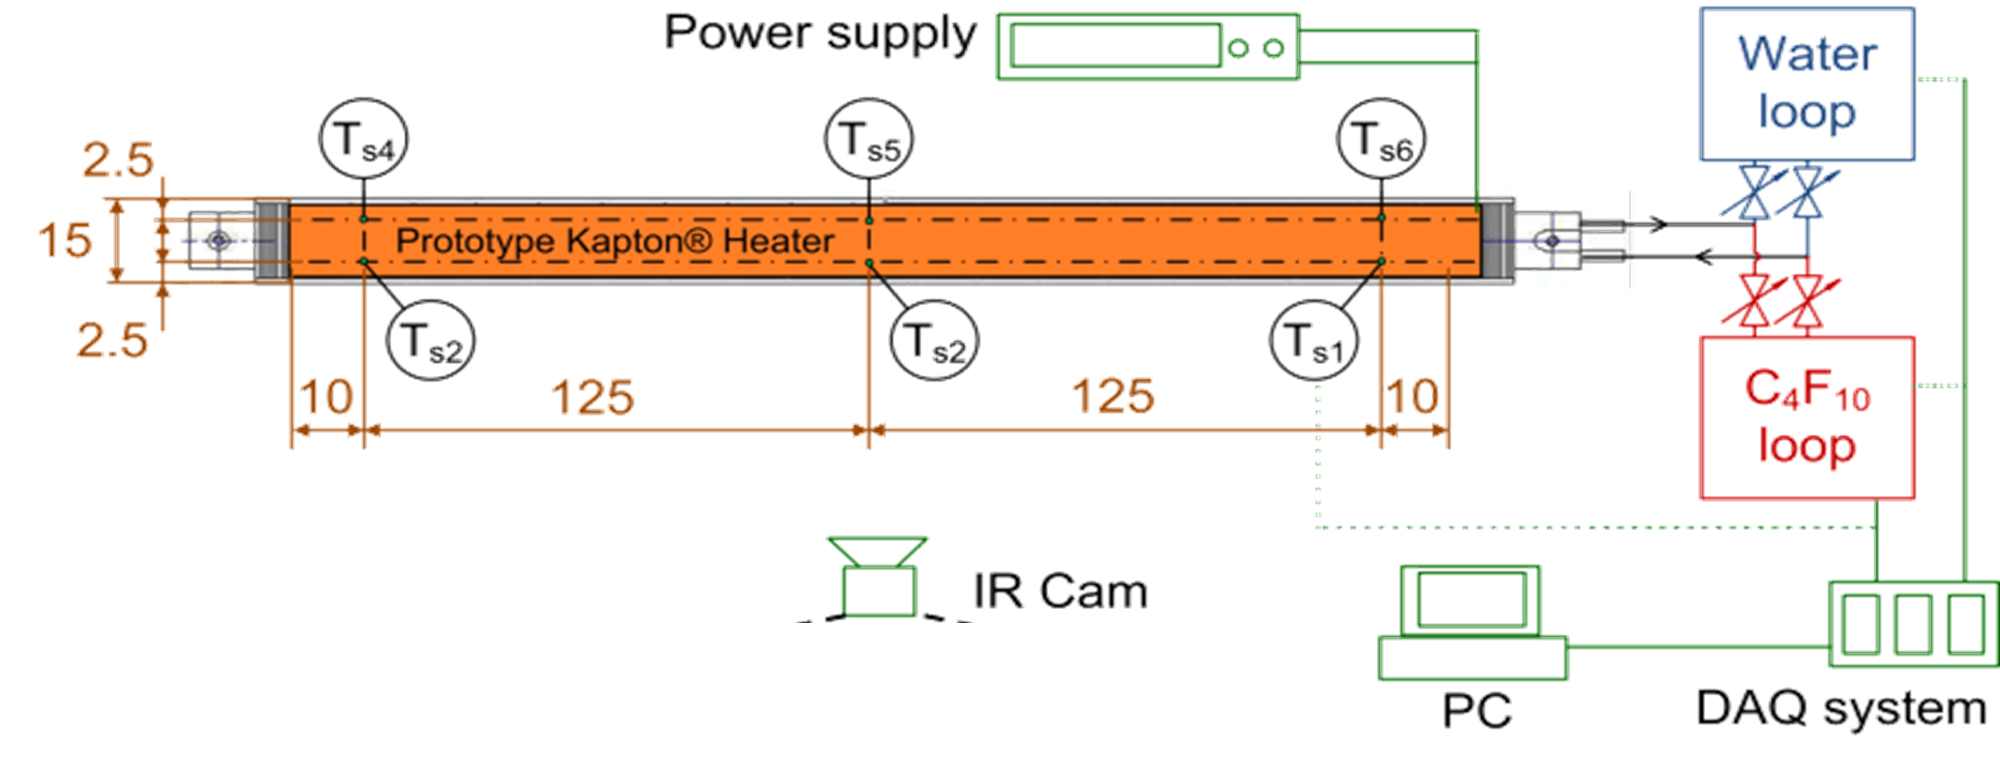 Power supply
Water
loop
Ts4
Ts5
Ts6
2.5
15
Prototype Kapton® Heater
2.5
Ts2
Ts2
Ts1
10
125
125
10
C₄F₁₀
loop
IR Cam
PC
DAQ system